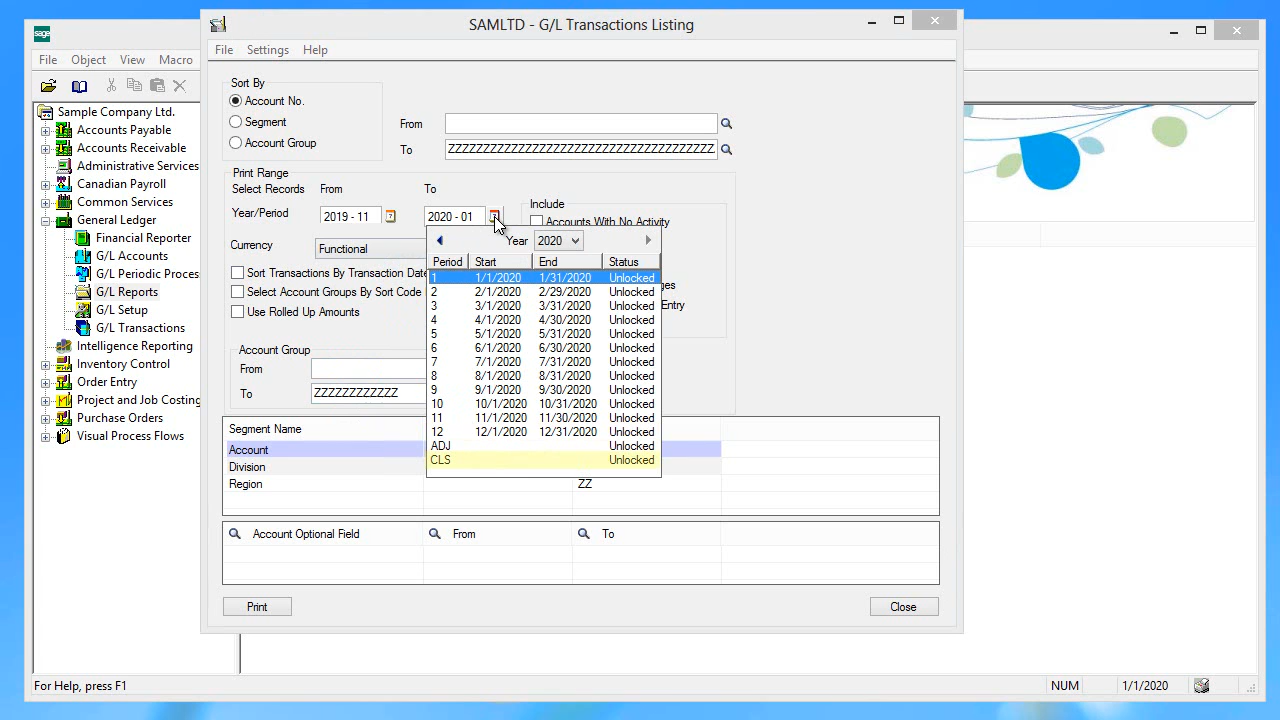 SAMLTD - G/L Transactions Listing
sage
File Object View Macro
File Settings Help
Sample Company Ltd.
Accounts Payable
Accounts Receivable
Administrative Services
Canadian Payroll
Common Services
General Ledger
Financial Reporter
G/L Accounts
G/L Periodic Proces
G/L Reports
G/L Setup
G/L Transactions
Intelligence Reporting
Inventory Control
Order Entry
Project and Job Costing
Purchase Orders
Visual Process Flows
Sort By
Account No.
Segment
Account Group
From
To ZZZZZZZZZZZZZZZZZZZZZZZZZZZZZZZZZZZZZZZZZZZZZ
Print Range
Select Records From To
Year/Period 2019 - 11 2020 - 01
Include
Accounts With No Activity
Currency Functional
Sort Transactions By Transaction Date
Select Account Groups By Sort Code
Use Rolled Up Amounts
ges
Entry
Year 2020
Period Start End Status
1 1/1/2020 1/31/2020 Unlocked
2 2/1/2020 2/29/2020 Unlocked
3 3/1/2020 3/31/2020 Unlocked
4 4/1/2020 4/30/2020 Unlocked
5 5/1/2020 5/31/2020 Unlocked
6 6/1/2020 6/30/2020 Unlocked
7 7/1/2020 7/31/2020 Unlocked
8 8/1/2020 8/31/2020 Unlocked
9 9/1/2020 9/30/2020 Unlocked
10 10/1/2020 10/31/2020 Unlocked
11 11/1/2020 11/30/2020 Unlocked
12 12/1/2020 12/31/2020 Unlocked
ADJ Unlocked
CLS Unlocked
Account Group
From
To ZZZZZZZZZZZZ
Segment Name
Account
Division
Region ZZ
Account Optional Field From To
Print Close
For Help, press F1 NUM 1/1/2020